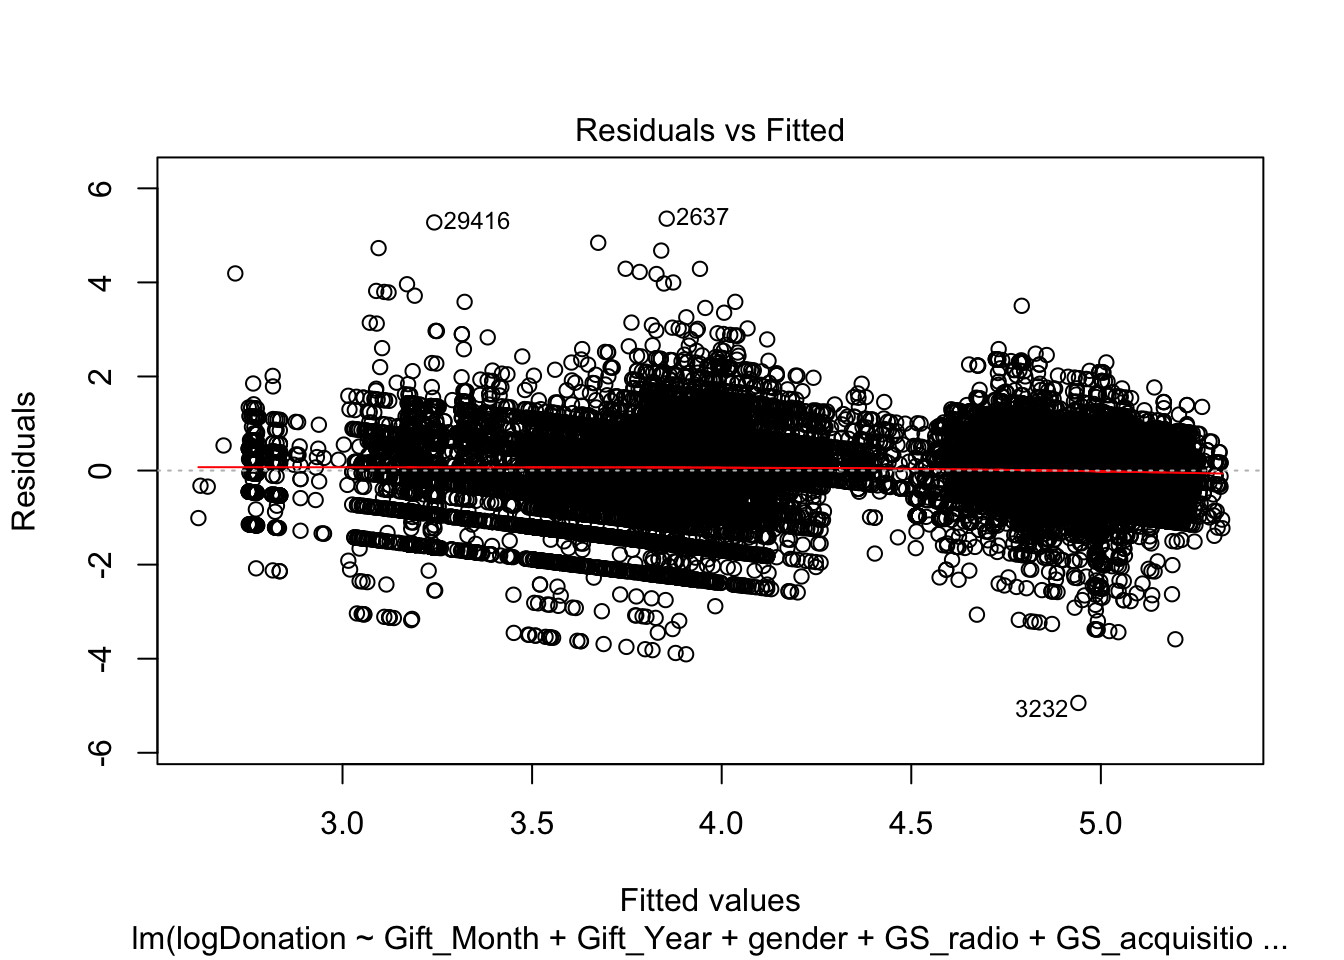 Residuals vs Fitted
6
4
2
0
-2
-4
-6
Residuals
29416
2637
3232
3.0 3.5 4.0 4.5 5.0
Fitted values
lm(logDonation ~ Gift_Month + Gift_Year + gender + GS_radio + GS_acquisitio ...